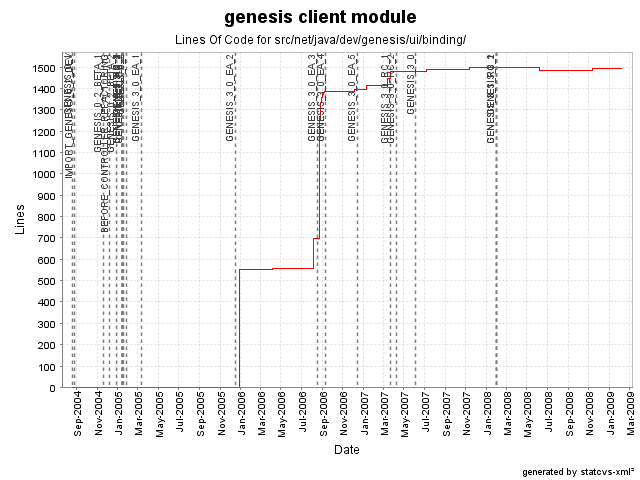 genesis client module
Lines Of Code for src/net/java/dev/genesis/ui/binding/
Lines
1500
1400
1300
1200
1100
1000
900
800
700
600
500
400
300
200
100
0
GENESIS_3_0_EA_1
GENESIS_3_0_EA_2
GENESIS_3_0_EA_3
GENESIS_3_0_EA_4
GENESIS_3_0_EA_5
GENESIS_3_0
Sep-2004
Nov-2004
Jan-2005
Mar-2005
May-2005
Jul-2005
Sep-2005
Nov-2005
Jan-2006
Mar-2006
May-2006
Jul-2006
Sep-2006
Nov-2006
Jan-2007
Mar-2007
May-2007
Jul-2007
Sep-2007
Nov-2007
Jan-2008
Mar-2008
May-2008
Jul-2008
Sep-2008
Nov-2008
Jan-2009
Mar-2009
Date
generated by statcvs-xml²